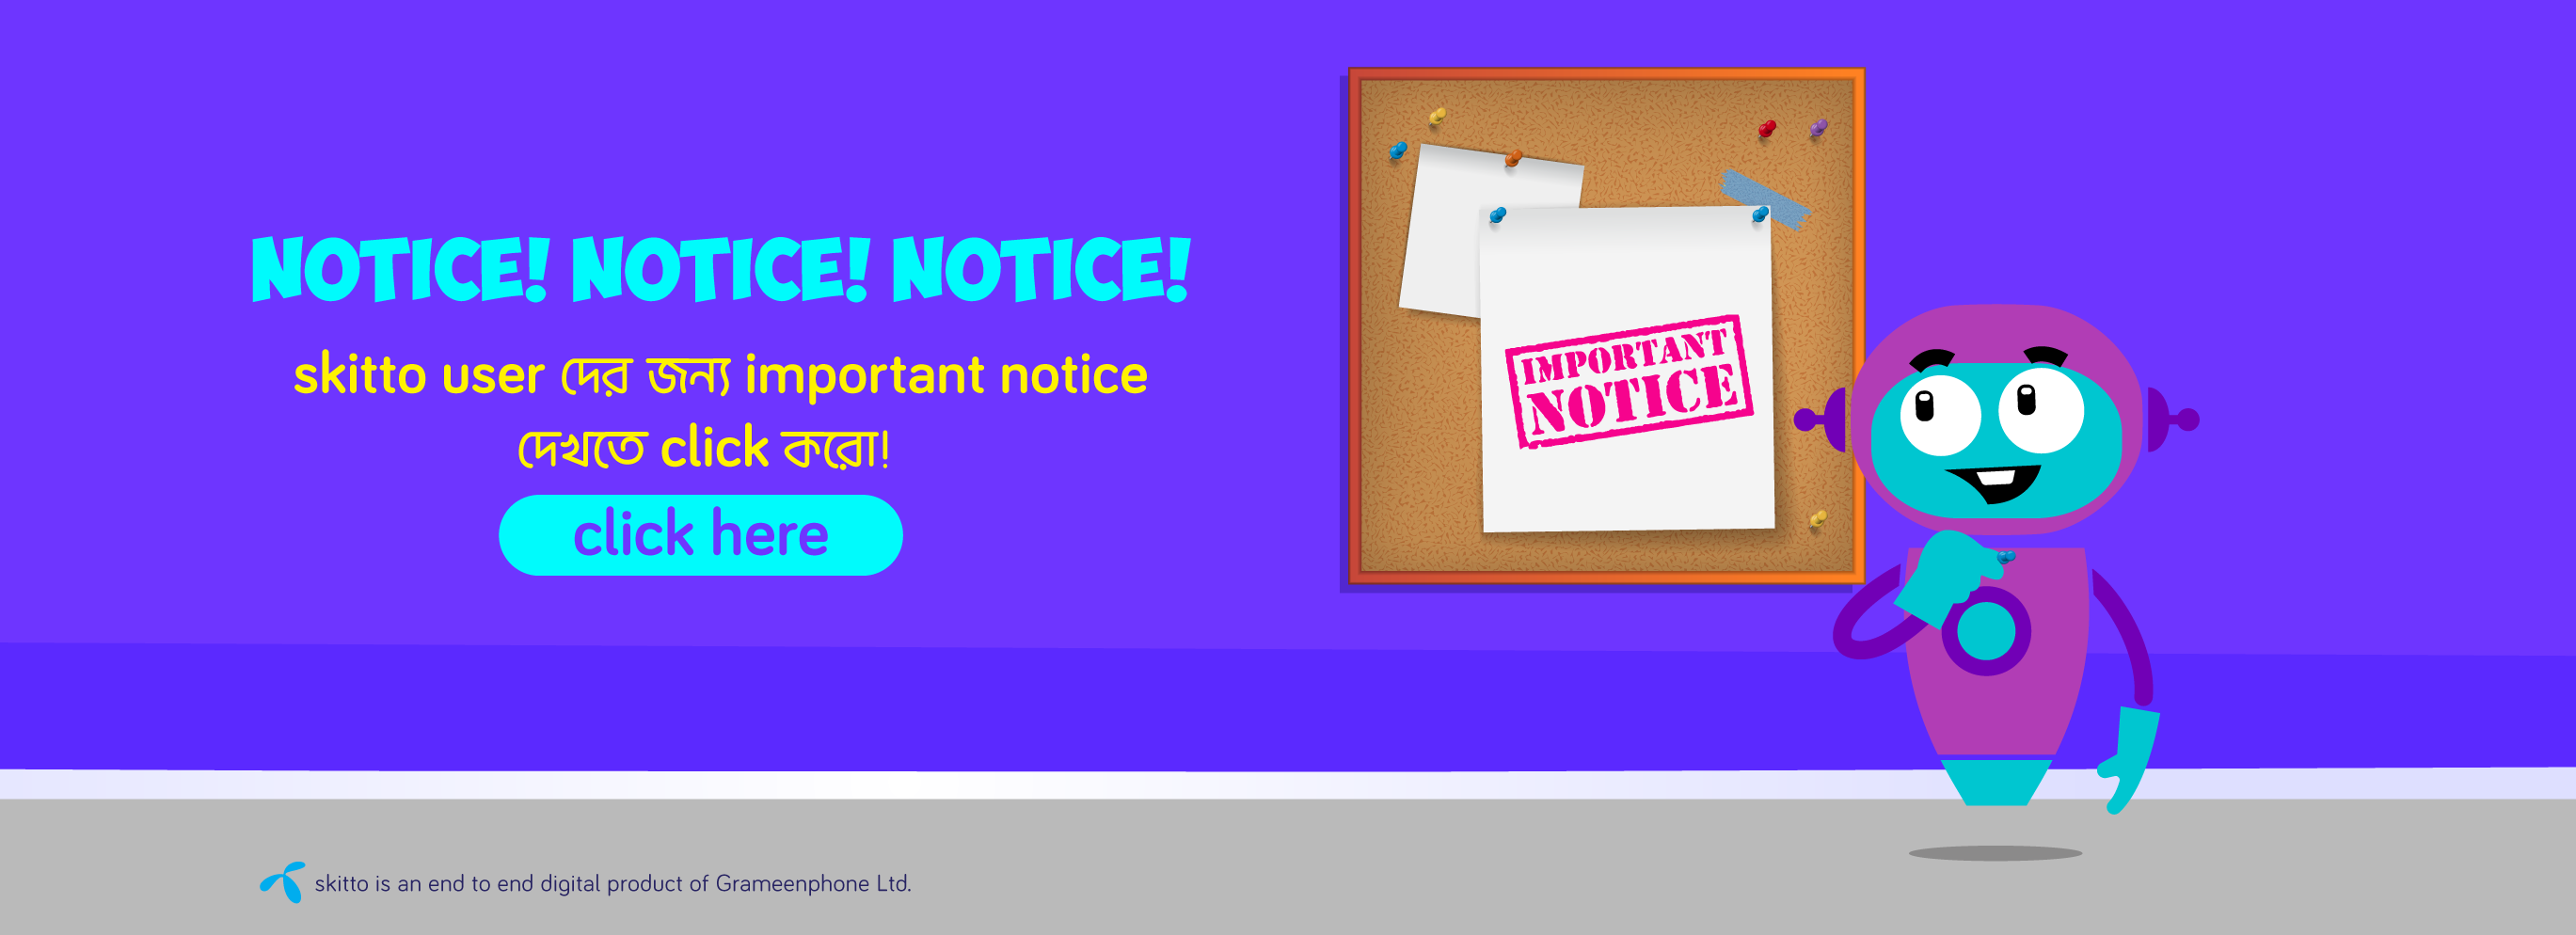 NOTICE! NOTICE! NOTICE!
skitto user দের জন্য important notice
দেখতে click করো!
click here
IMPORTANT
NOTICE
skitto is an end to end digital product of Grameenphone Ltd.